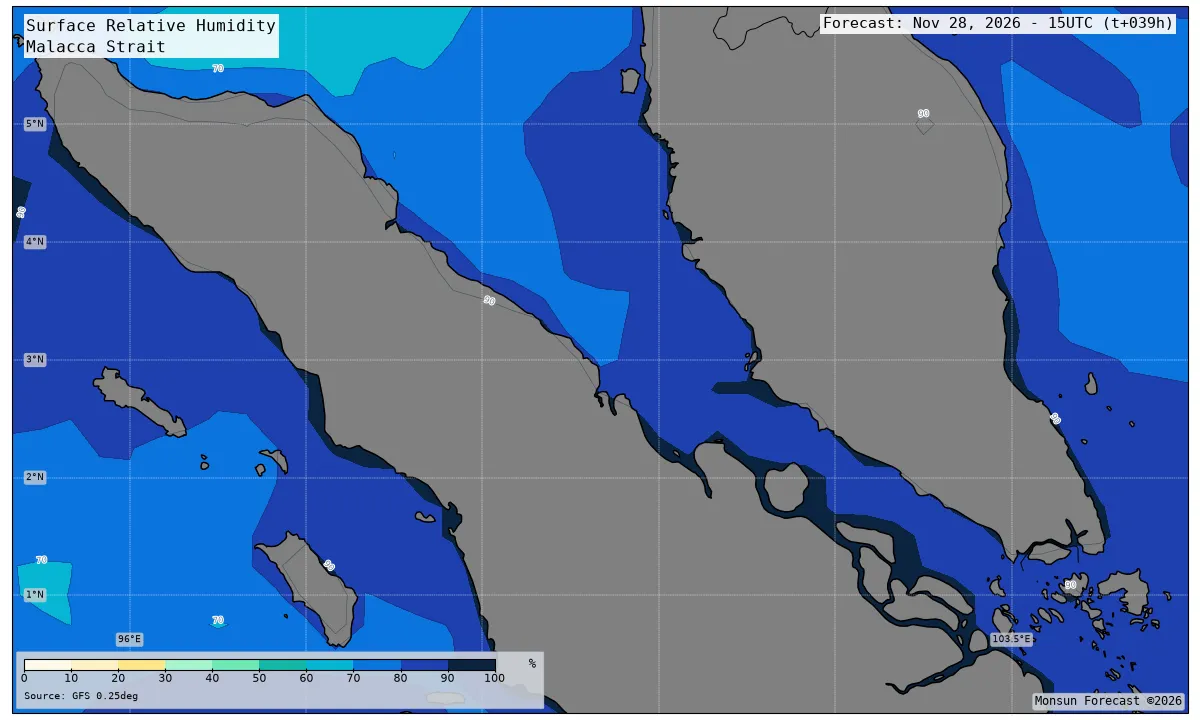 Surface Relative Humidity
Malacca Strait
Forecast: Nov 28, 2026 - 15UTC (t+039h)
70
90
5°N
90
4°N
90
3°N
90
2°N
70
90
90
1°N
70
96°E
103.5°E
%
0 10 20 30 40 50 60 70 80 90 100
Source: GFS 0.25deg
Monsun Forecast ©2026